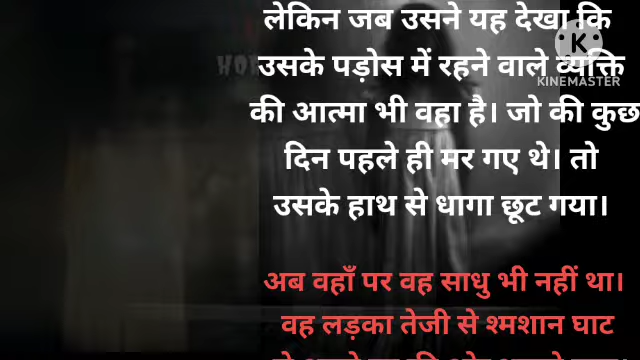 लेकिन जब उसने यह देखा कि
उसके पड़ोस में रहने वाले व्यक्ति
की आत्मा भी वहा है। जो की कुछ
दिन पहले ही मर गए थे। तो
उसके हाथ से धागा छूट गया।
अब वहाँ पर वह साधु भी नहीं था।
वह लड़का तेजी से श्मशान घाट
K
KINEMASTER